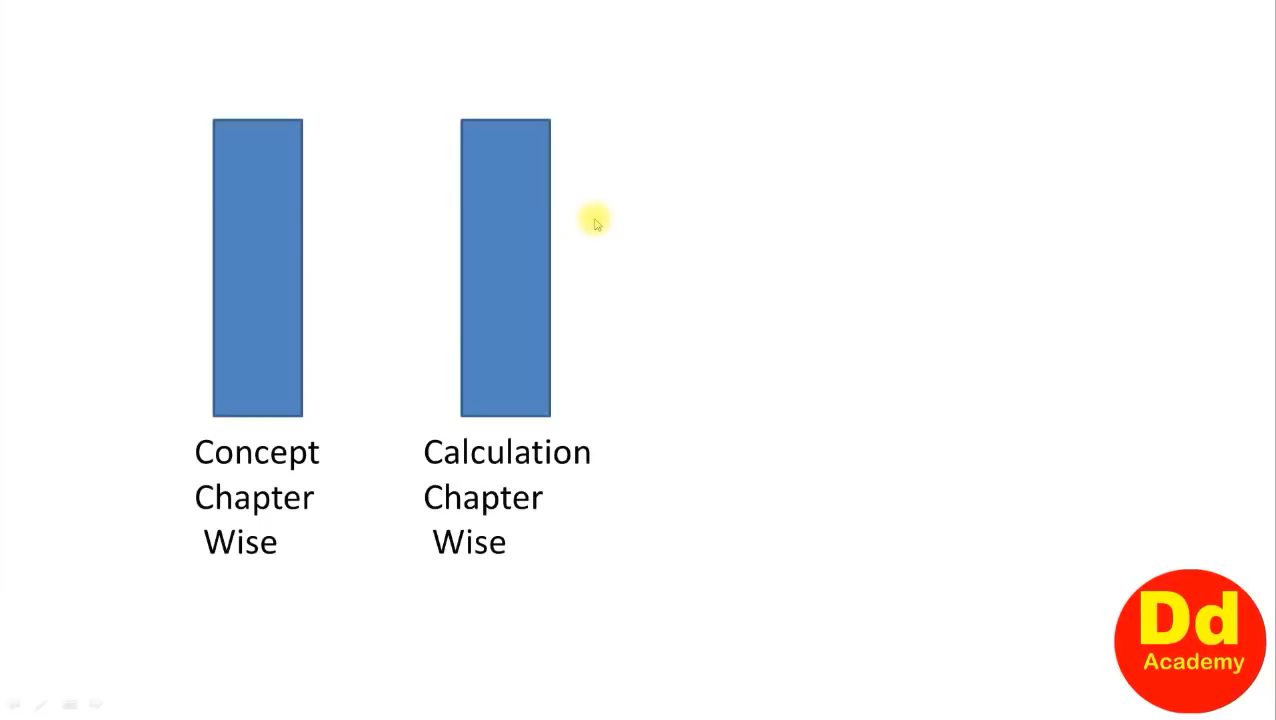 Concept
Chapter
Wise
Calculation
Chapter
Wise
Dd
Academy